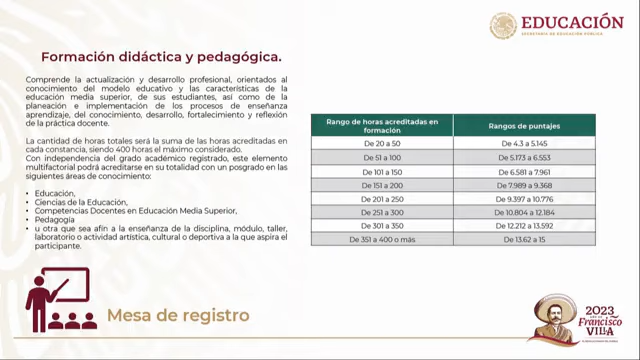 EDUCACIÓN
SECRETARÍA DE EDUCACIÓN PÚBLICA
Formación didáctica y pedagógica.
Comprende la actualización y desarrollo profesional, orientados al
conocimiento del modelo educativo y las características de la
educación media superior, de sus estudiantes, así como de la
planeación e implementación de los procesos de enseñanza
aprendizaje, del conocimiento, desarrollo, fortalecimiento y reflexión
de la práctica docente.
La cantidad de horas totales será la suma de las horas acreditadas en
cada constancia, siendo 400 horas el máximo considerado.
Con independencia del grado académico registrado, este elemento
multifactorial podrá acreditarse en su totalidad con un posgrado en las
siguientes áreas de conocimiento:
• Educación,
• Ciencias de la Educación,
• Competencias Docentes en Educación Media Superior,
• Pedagogía
• u otra que sea afín a la enseñanza de la disciplina, módulo, taller,
laboratorio o actividad artística, cultural o deportiva a la que aspira el
participante.
Rango de horas acreditadas en formación Rangos de puntajes
De 20 a 50 De 4.3 a 5.145
De 51 a 100 De 5.173 a 6.553
De 101 a 150 De 6.581 a 7.961
De 151 a 200 De 7.989 a 9.368
De 201 a 250 De 9.397 a 10.776
De 251 a 300 De 10.804 a 12.184
De 301 a 350 De 12.212 a 13.592
De 351 a 400 o más De 13.62 a 15
Mesa de registro
2023
Francisco
VILLA